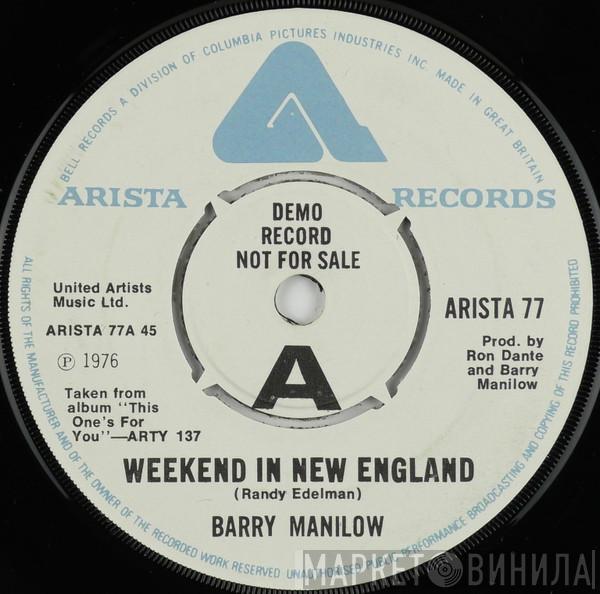 BELL RECORDS A DIVISION OF COLUMBIA PICTURES INDUSTRIES INC. MADE IN GREAT BRITAIN
ARISTA RECORDS
DEMO
RECORD
NOT FOR SALE
United Artists
Music Ltd.
ARISTA 77A 45
Ⓟ 1976
Taken from
album "This
One's For
You"—ARTY 137
A
ARISTA 77
Prod. by
Ron Dante
and Barry
Manilow
WEEKEND IN NEW ENGLAND
(Randy Edelman)
BARRY MANILOW
ALL RIGHTS OF THE MANUFACTURER AND OF THE OWNER OF THE RECORDED WORK RESERVED UNAUTHORISED PUBLIC PERFORMANCE BROADCASTING AND COPYING OF THIS RECORD PROHIBITED
МАРКЕТ ВИНИЛА